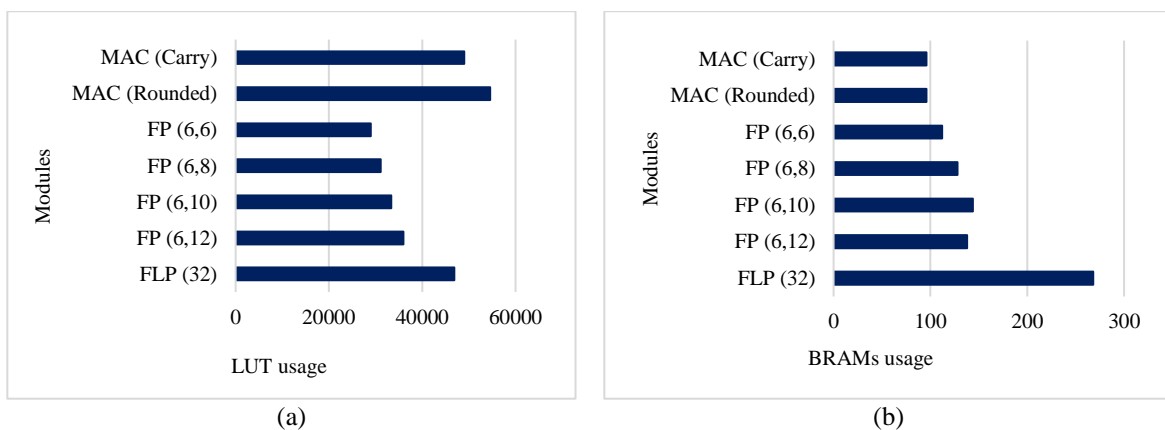 MAC (Carry)
MAC (Rounded)
FP (6,6)
FP (6,8)
FP (6,10)
FP (6,12)
FLP (32)
Modules
0 20000 40000 60000
LUT usage
(a)
MAC (Carry)
MAC (Rounded)
FP (6,6)
FP (6,8)
FP (6,10)
FP (6,12)
FLP (32)
Modules
0 100 200 300
BRAMs usage
(b)